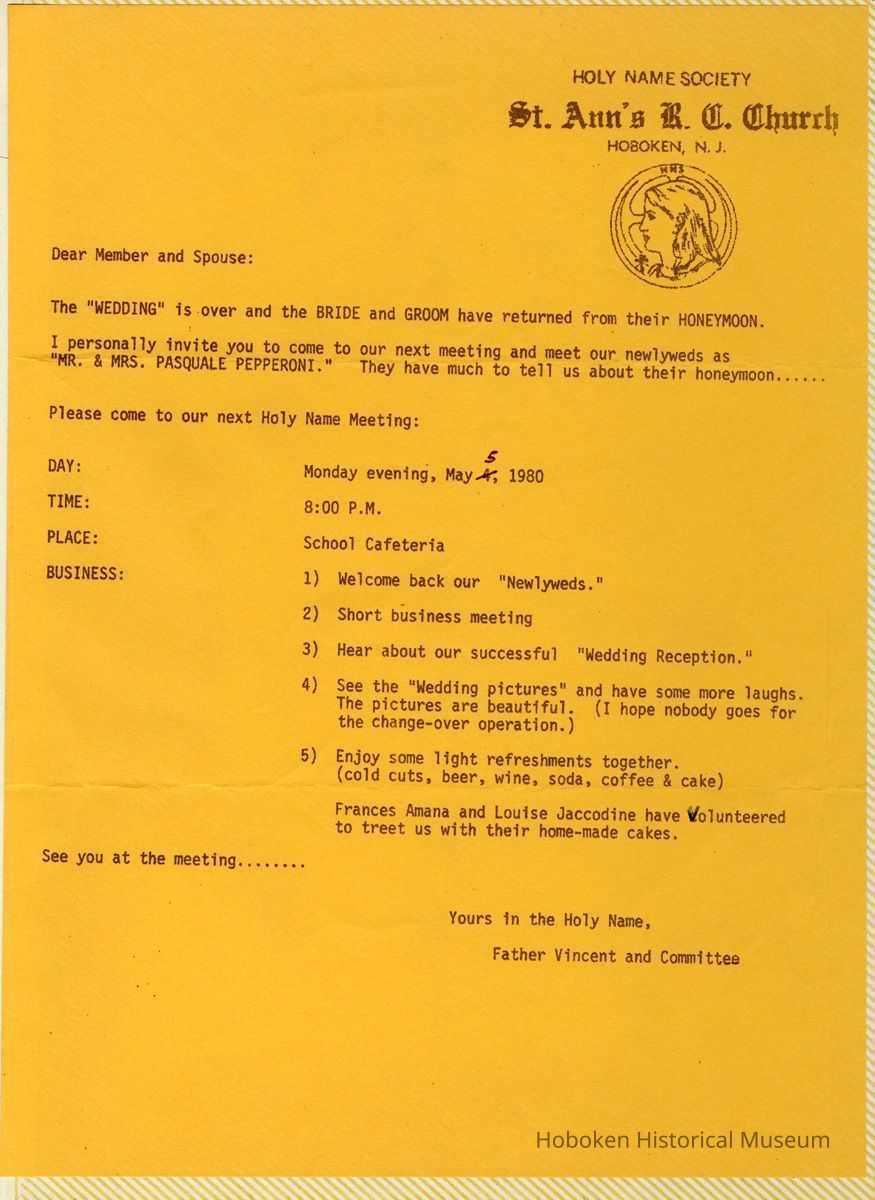 HOLY NAME SOCIETY
St. Ann's R. C. Church
HOBOKEN, N. J.
HNS
Dear Member and Spouse:
The "WEDDING" is over and the BRIDE and GROOM have returned from their HONEYMOON.
I personally invite you to come to our next meeting and meet our newlyweds as
"MR. & MRS. PASQUALE PEPPERONI." They have much to tell us about their honeymoon......
Please come to our next Holy Name Meeting:
DAY: Monday evening, May 5, 1980
TIME: 8:00 P.M.
PLACE: School Cafeteria
BUSINESS: 1) Welcome back our "Newlyweds."
2) Short business meeting
3) Hear about our successful "Wedding Reception."
4) See the "Wedding pictures" and have some more laughs.
The pictures are beautiful. (I hope nobody goes for
the change-over operation.)
5) Enjoy some light refreshments together.
(cold cuts, beer, wine, soda, coffee & cake)
Frances Amana and Louise Jaccodine have Volunteered
to treet us with their home-made cakes.
See you at the meeting........
Yours in the Holy Name,
Father Vincent and Committee
Hoboken Historical Museum